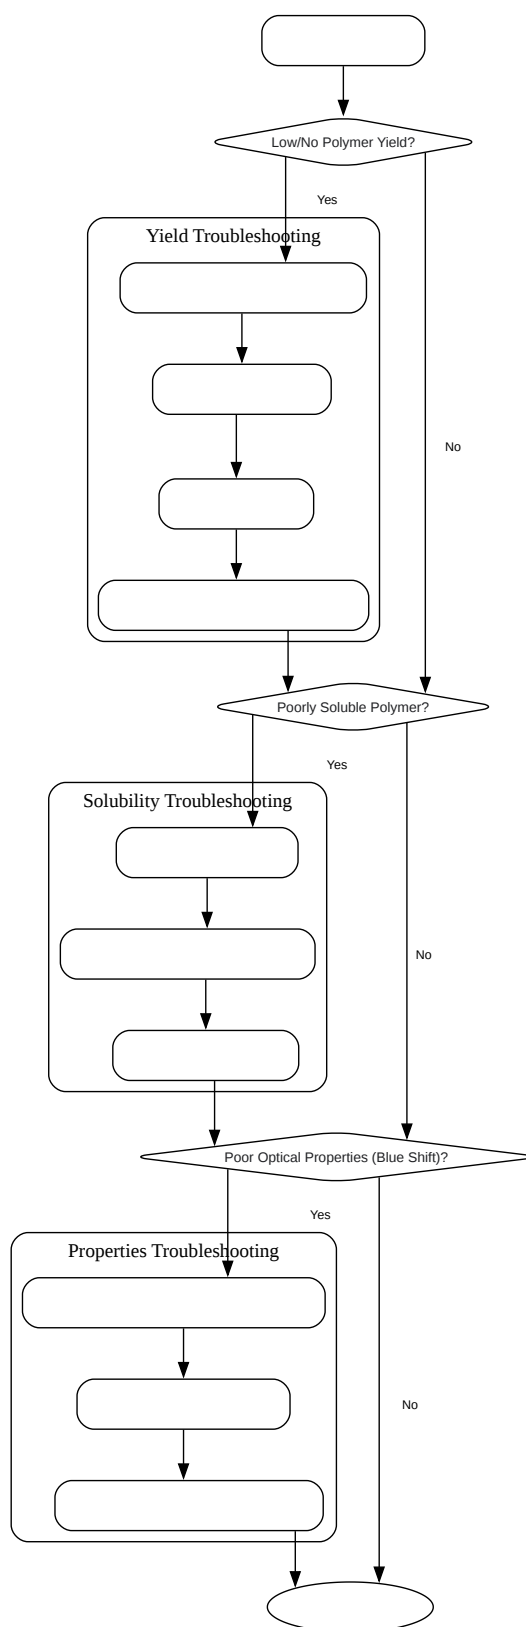 Low/No Polymer Yield?
Yes
Yield Troubleshooting
No
Poorly Soluble Polymer?
Yes
Solubility Troubleshooting
No
Poor Optical Properties (Blue Shift)?
Yes
Properties Troubleshooting
No